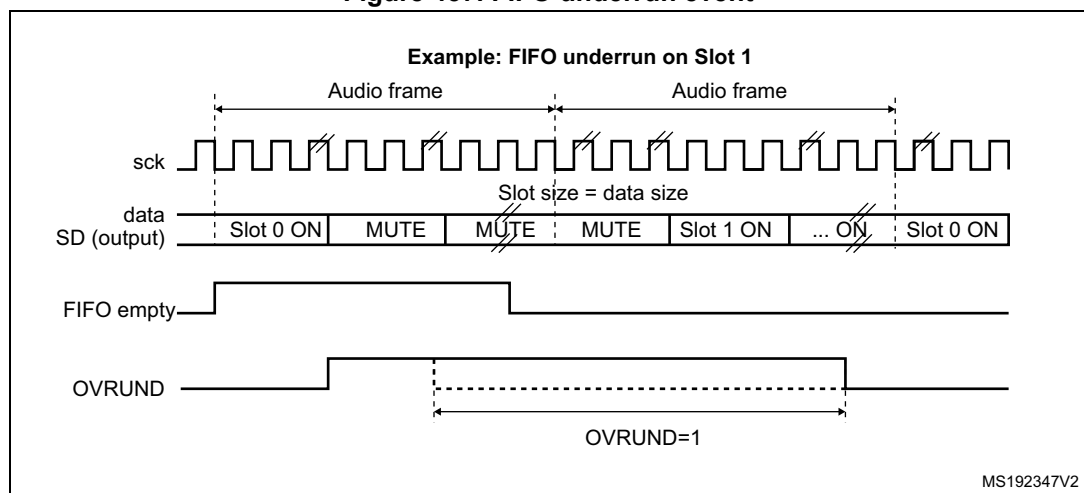 Example: FIFO underrun on Slot 1
Audio frame
Audio frame
sck
Slot size = data size
data
SD (output)
Slot 0 ON
MUTE
MUTE
MUTE
Slot 1 ON
... ON
Slot 0 ON
FIFO empty
OVRUND
OVRUND=1
MS192347V2